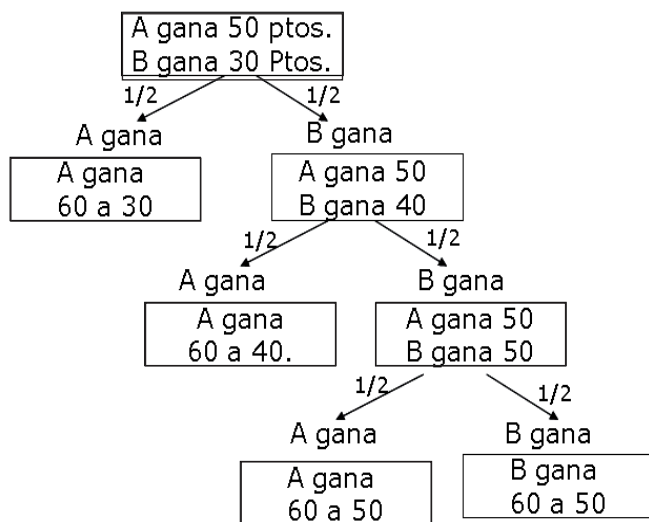 A gana 50 ptos.
B gana 30 Ptos.
1/2
1/2
A gana
B gana
A gana
60 a 30
A gana 50
B gana 40
1/2
1/2
A gana
B gana
A gana
60 a 40.
A gana 50
B gana 50
1/2
1/2
A gana
B gana
A gana
60 a 50
B gana
60 a 50